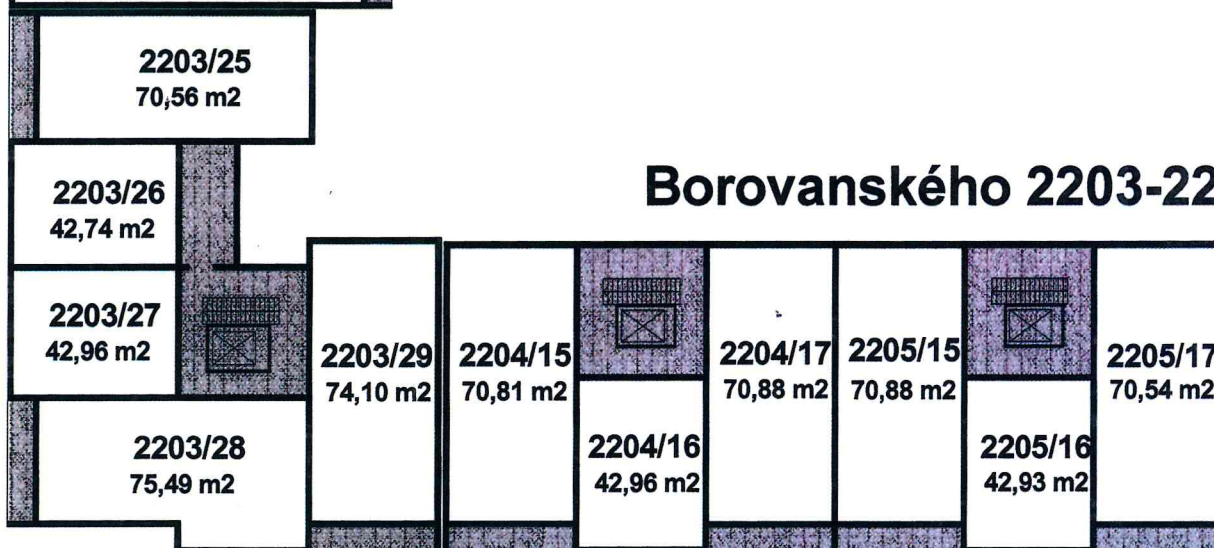 2203/25
70,56 m2
2203/26
42,74 m2
Borovanského 2203-22
2203/27
42,96 m2
2203/29
74,10 m2
2204/15
70,81 m2
2204/17
70,88 m2
2205/15
70,88 m2
2205/17
70,54 m2
2203/28
75,49 m2
2204/16
42,96 m2
2205/16
42,93 m2